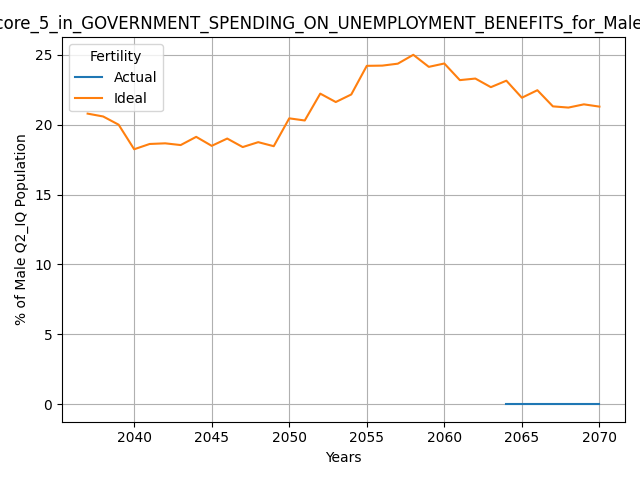 core_5_in_GOVERNMENT_SPENDING_ON_UNEMPLOYMENT_BENEFITS_for_Male
Fertility
Actual
Ideal
25
20
15
10
5
0
% of Male Q2_IQ Population
2040 2045 2050 2055 2060 2065 2070
Years